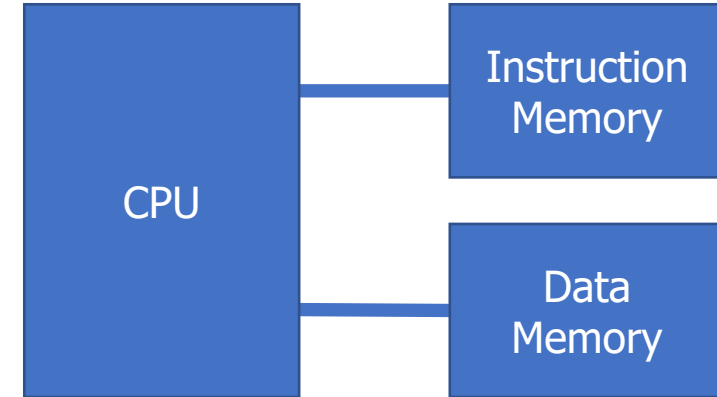 CPU
Instruction
Memory
Data
Memory